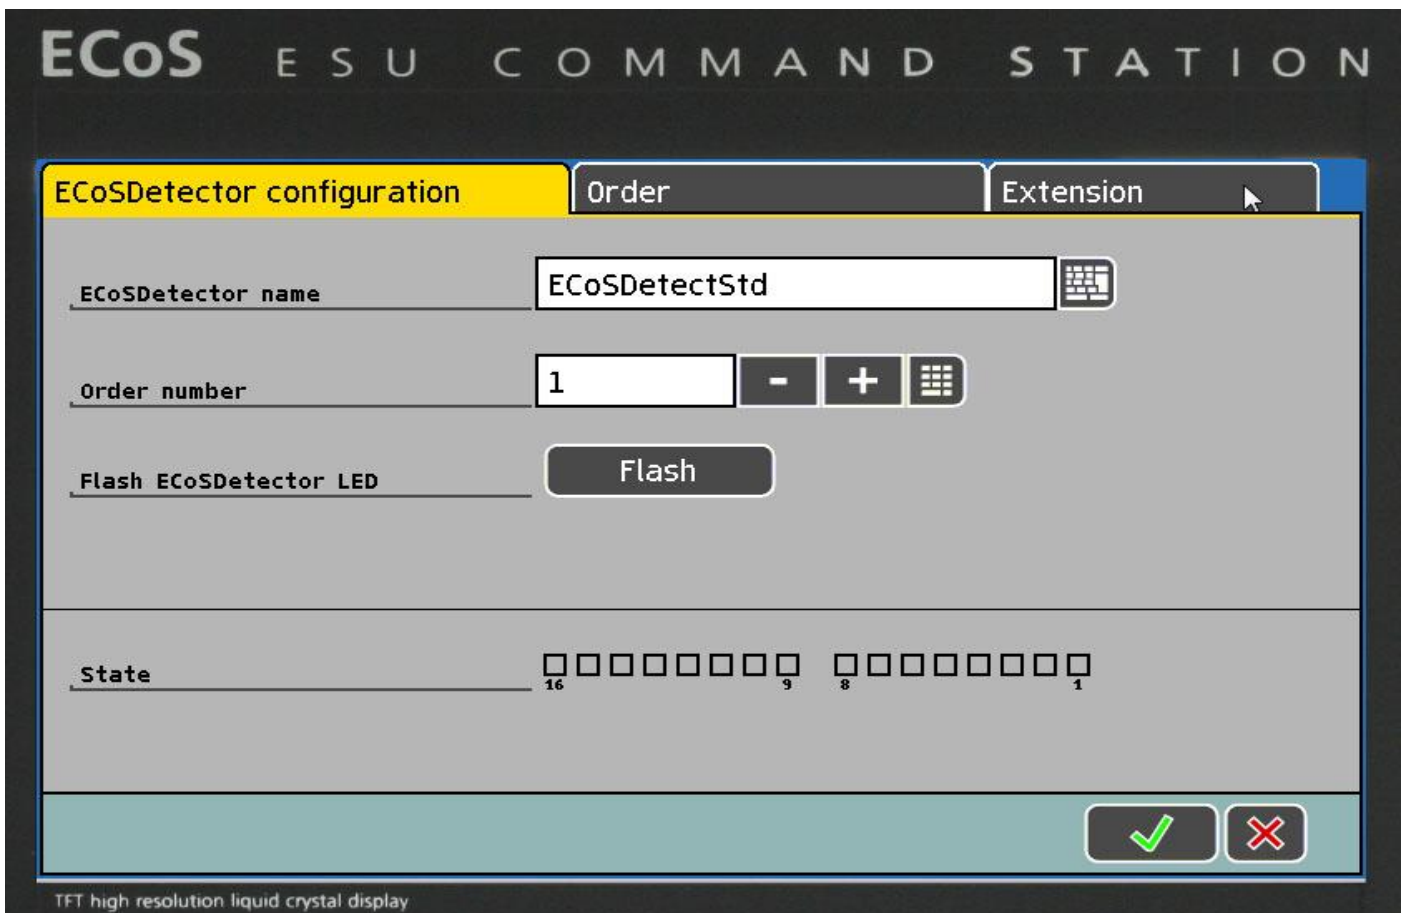 ECoS ESU COMMAND STATION
ECoSDetector configuration Order Extension
ECoSDetector name ECoSDetectStd
Order number 1 - +
Flash ECoSDetector LED Flash
State
16 9 8 1
TFT high resolution liquid crystal display